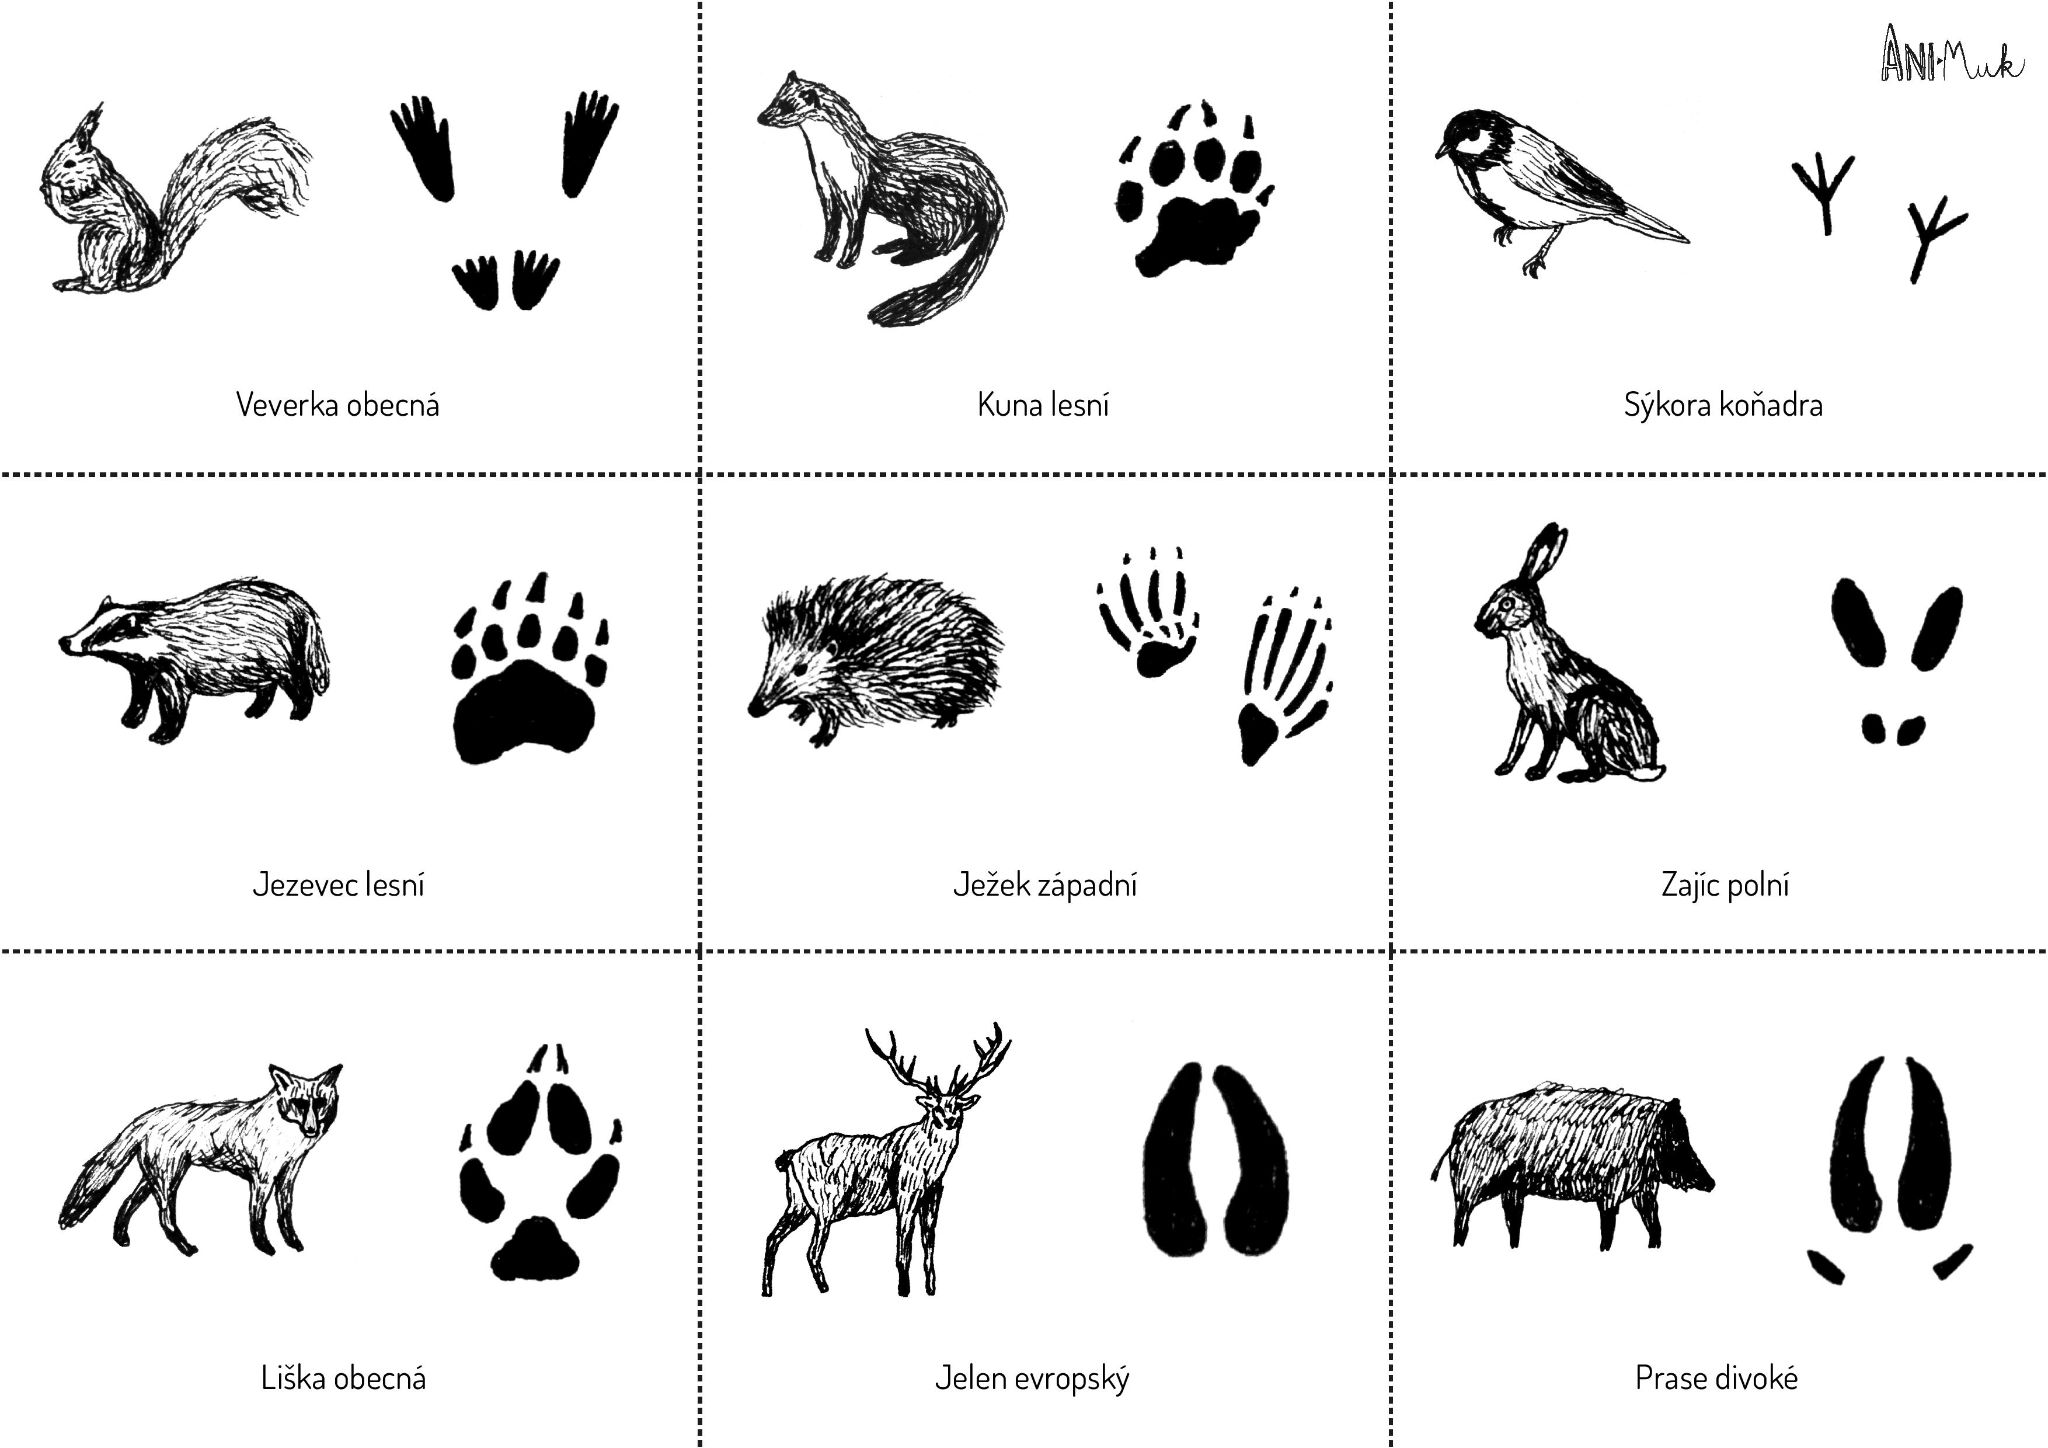 ANI-Muk
Veverka obecná
Kuna lesní
Sýkora koňadra
Jezevec lesní
Ježek západní
Zajíc polní
Liška obecná
Jelen evropský
Prase divoké